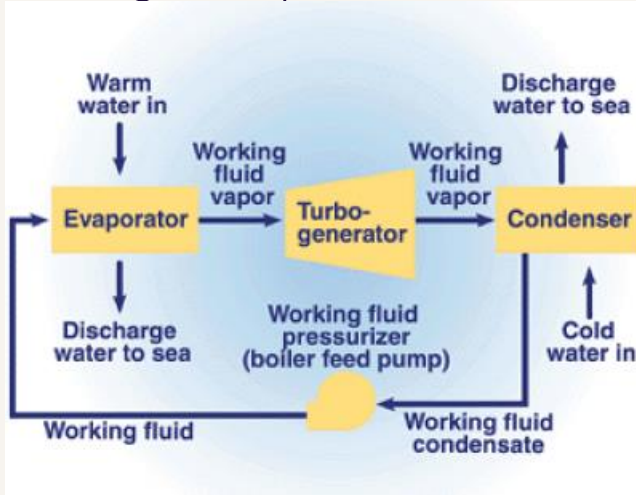 Warm
water in
Discharge
water to sea
Working
fluid
vapor
Working
fluid
vapor
Evaporator
Turbo-
generator
Condenser
Discharge
water to sea
Working fluid
pressurizer
(boiler feed pump)
Cold
water in
Working fluid
Working fluid
condensate